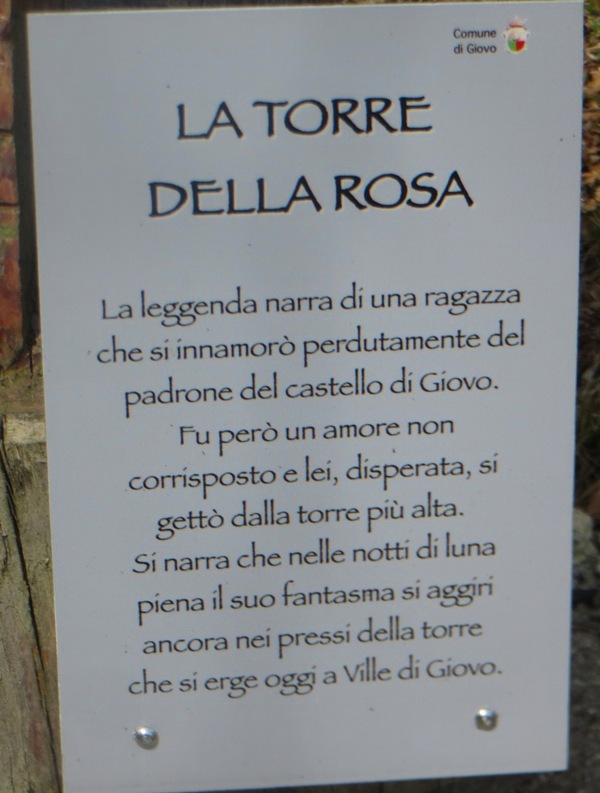 Comune
di Giovo
LA TORRE
DELLA ROSA
La leggenda narra di una ragazza
che si innamorò perdutamente del
padrone del castello di Giovo.
Fu però un amore non
corrisposto e lei, disperata, si
gettò dalla torre più alta.
Si narra che nelle notti di luna
piena il suo fantasma si aggiri
ancora nei pressi della torre
che si erge oggi a Ville di Giovo.